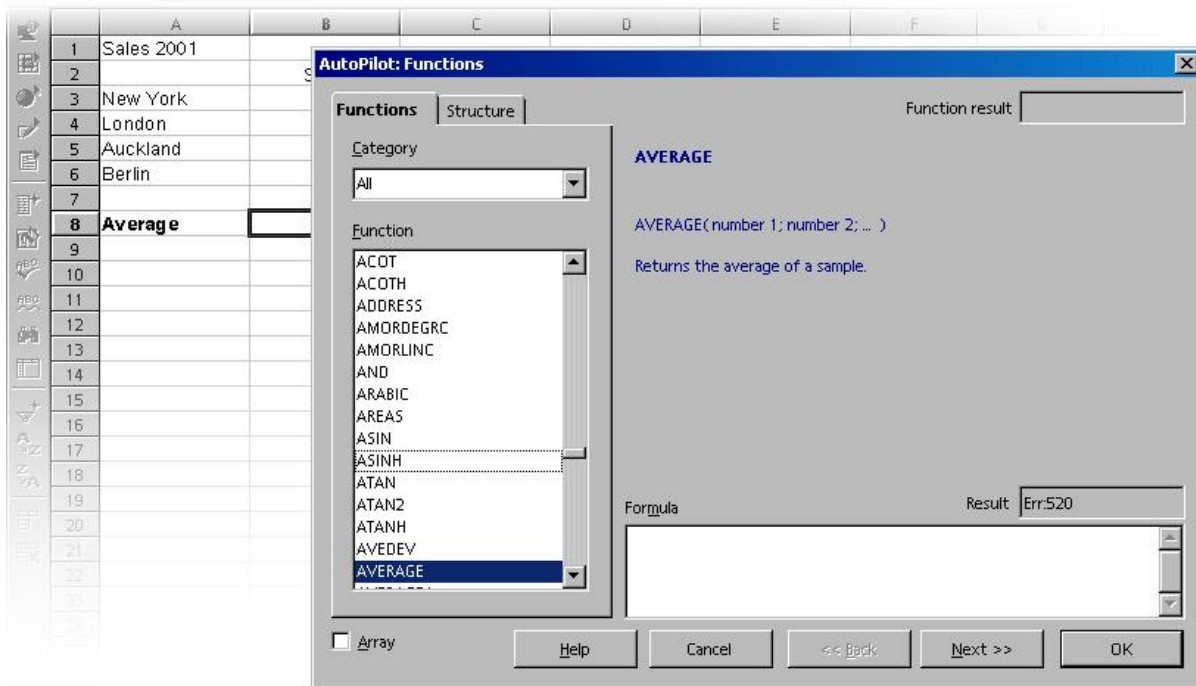 A B C D E F
1 Sales 2001
2 S
3 New York
4 London
5 Auckland
6 Berlin
7
8 Average
9
10
11
12
13
14
15
16
17
18
19
20
21
22
23
AutoPilot: Functions
Functions Structure
Function result
Category
All
Function
ACOT
ACOTH
ADDRESS
AMORDEGRC
AMORLINC
AND
ARABIC
AREAS
ASIN
ASINH
ATAN
ATAN2
ATANH
AVEDEV
AVERAGE
AVERAGE
AVERAGE( number 1; number 2; ... )
Returns the average of a sample.
Formula
Result Err:520
Array
Help Cancel << Back Next >> OK